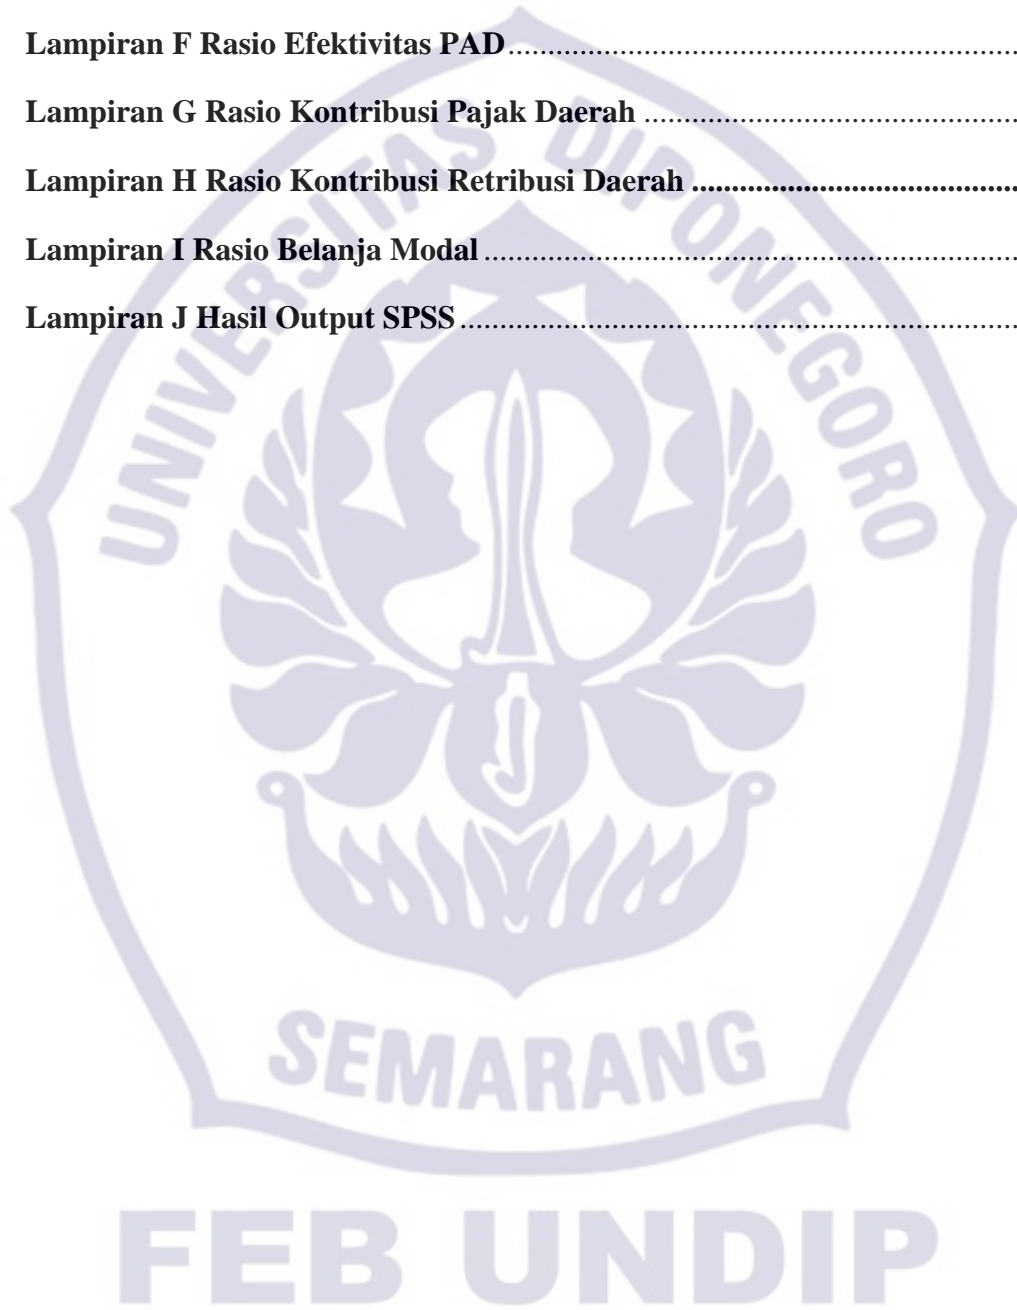 Lampiran F Rasio Efektivitas PAD........................................................................
Lampiran G Rasio Kontribusi Pajak Daerah ......................................................
Lampiran H Rasio Kontribusi Retribusi Daerah ..........................................
Lampiran I Rasio Belanja Modal...........................................................................
Lampiran J Hasil Output SPSS..............................................................................
UNIVERSITAS DIPONEGORO
SEMARANG
FEB UNDIP